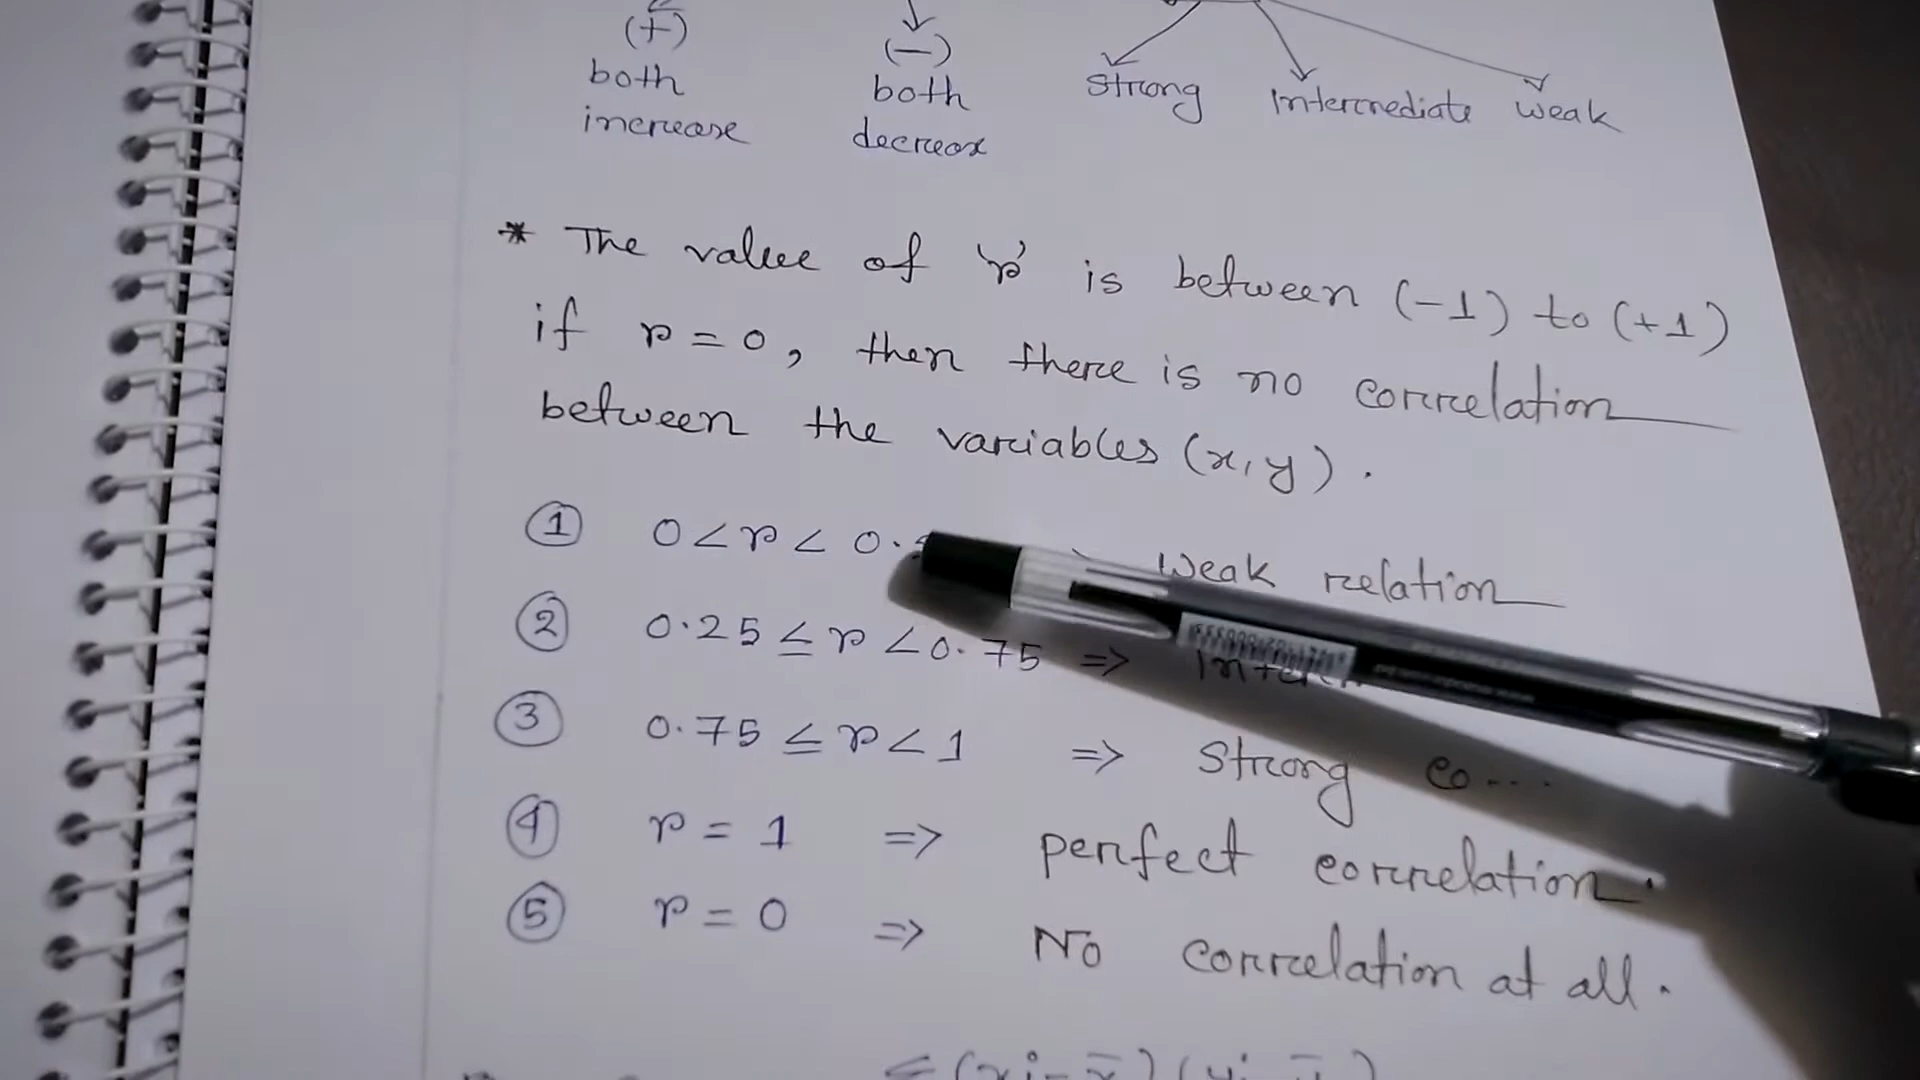 (+) (-)
both both strong Intermediate weak
increase decrease
* The value of 'r' is between (-1) to (+1)
if r = 0, then there is no correlation
between the variables (x, y).
① 0 < r < 0. Weak relation
② 0.25 ≤ r < 0.75 =>
③ 0.75 ≤ r < 1 => Strong co....
④ r = 1 => perfect correlation.
⑤ r = 0 => No correlation at all.